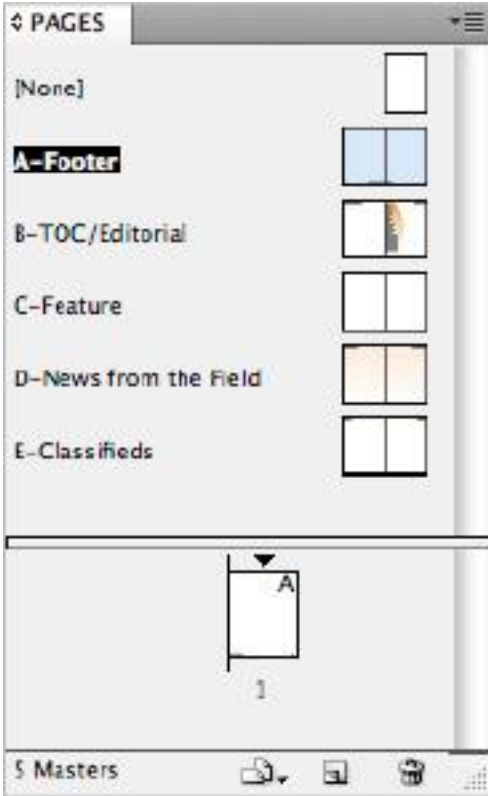 PAGES
[None]
A-Footer
B-TOC/Editorial
C-Feature
D-News from the Field
E-Classifieds
A
1
5 Masters